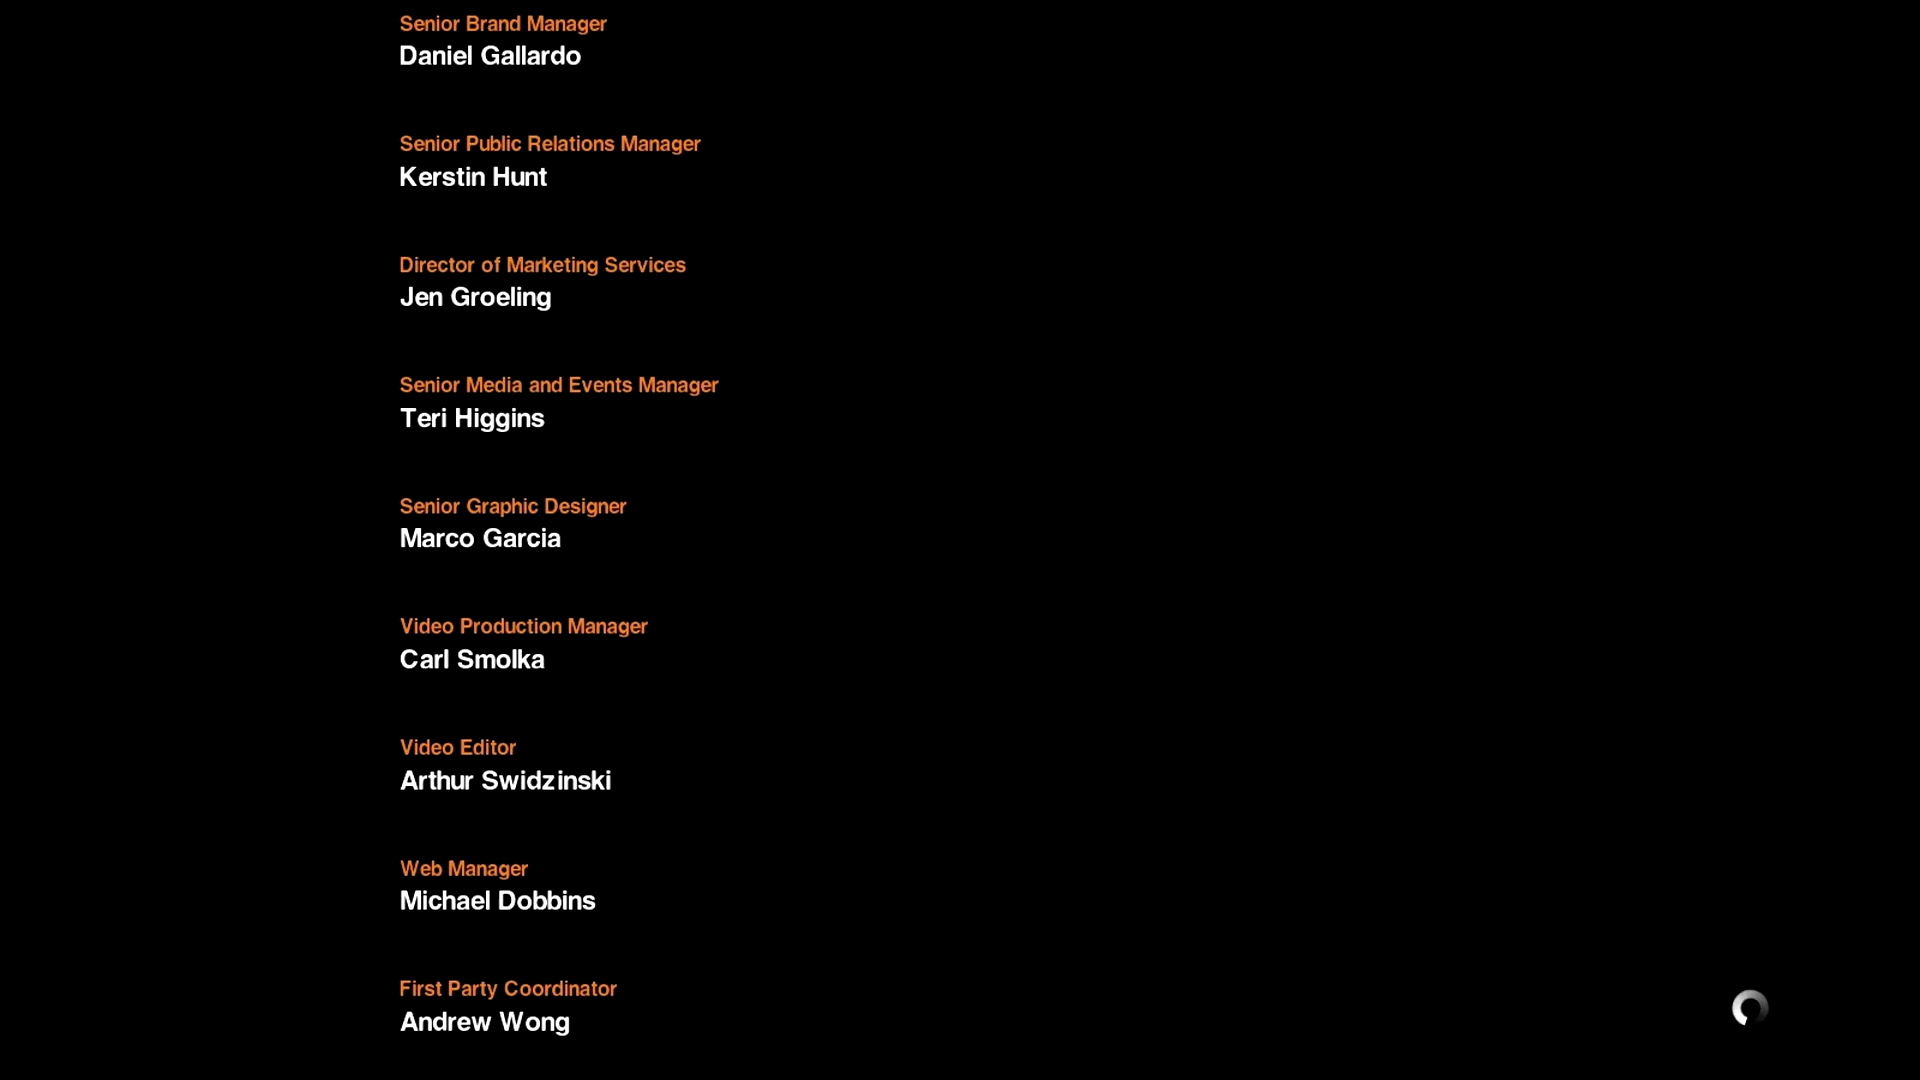 Senior Brand Manager
Daniel Gallardo
Senior Public Relations Manager
Kerstin Hunt
Director of Marketing Services
Jen Groeling
Senior Media and Events Manager
Teri Higgins
Senior Graphic Designer
Marco Garcia
Video Production Manager
Carl Smolka
Video Editor
Arthur Swidzinski
Web Manager
Michael Dobbins
First Party Coordinator
Andrew Wong